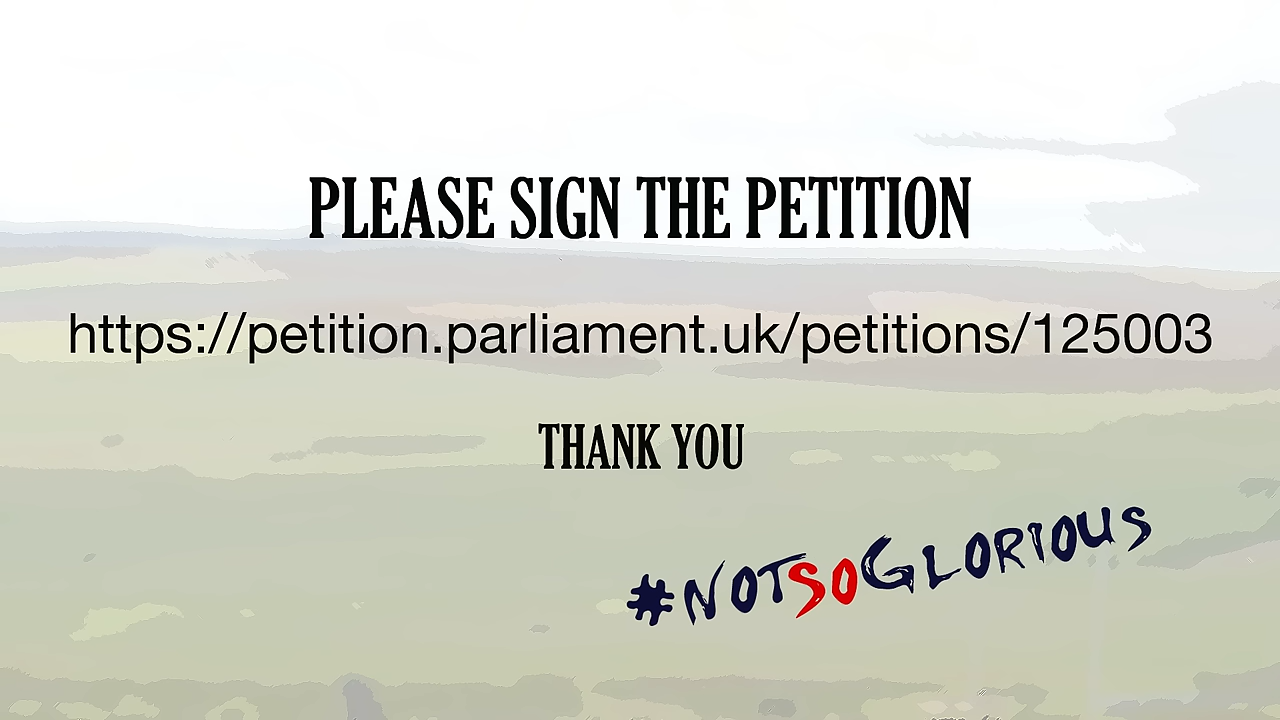 PLEASE SIGN THE PETITION
https://petition.parliament.uk/petitions/125003
THANK YOU
#NOTSOGLORIOUS